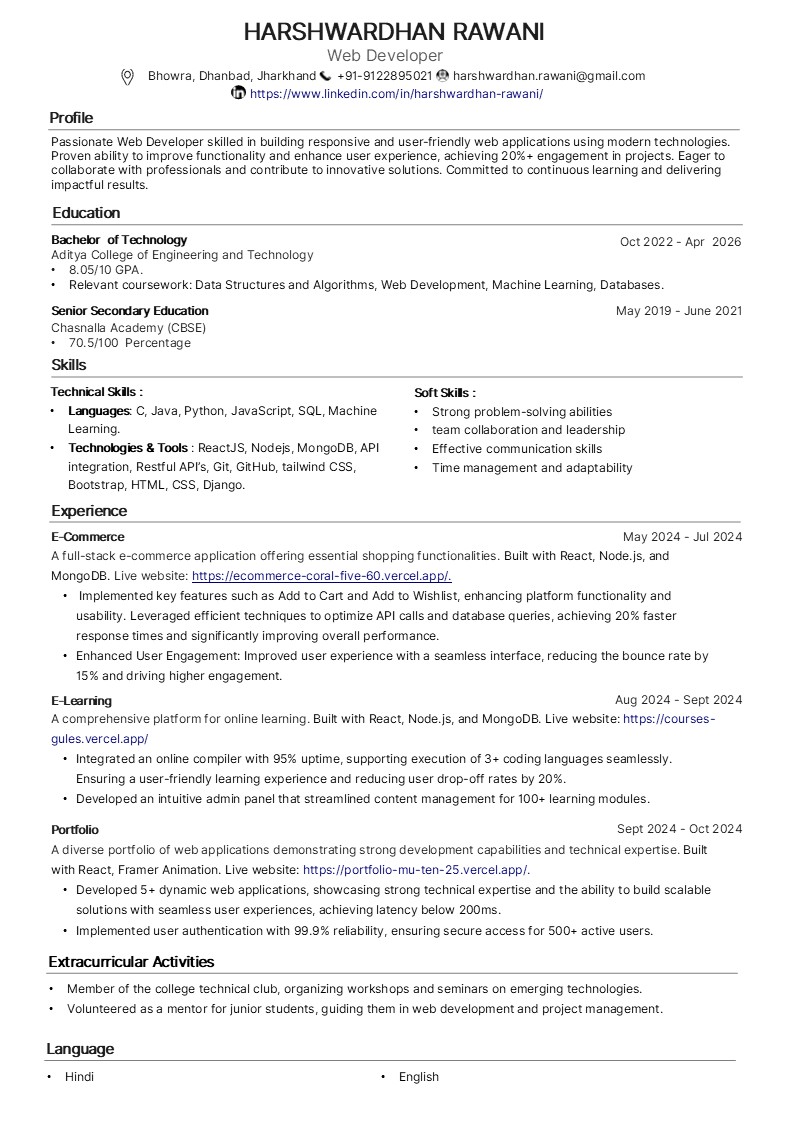 HARSHWARDHAN RAWANI
Web Developer
Bhowra, Dhanbad, Jharkhand +91-9122895021 harshwardhan.rawani@gmail.com
https://www.linkedin.com/in/harshwardhan-rawani/
Profile
Passionate Web Developer skilled in building responsive and user-friendly web applications using modern technologies.
Proven ability to improve functionality and enhance user experience, achieving 20%+ engagement in projects. Eager to
collaborate with professionals and contribute to innovative solutions. Committed to continuous learning and delivering
impactful results.
Education
Bachelor of Technology Oct 2022 - Apr 2026
Aditya College of Engineering and Technology
• 8.05/10 GPA.
• Relevant coursework: Data Structures and Algorithms, Web Development, Machine Learning, Databases.
Senior Secondary Education May 2019 - June 2021
Chasnalla Academy (CBSE)
• 70.5/100 Percentage
Skills
Technical Skills :
• Languages: C, Java, Python, JavaScript, SQL, Machine
Learning.
• Technologies & Tools : ReactJS, Nodejs, MongoDB, API
integration, Restful API's, Git, GitHub, tailwind CSS,
Bootstrap, HTML, CSS, Django.
Soft Skills :
• Strong problem-solving abilities
• team collaboration and leadership
• Effective communication skills
• Time management and adaptability
Experience
E-Commerce May 2024 - Jul 2024
A full-stack e-commerce application offering essential shopping functionalities. Built with React, Node.js, and
MongoDB. Live website: https://ecommerce-coral-five-60.vercel.app/.
• Implemented key features such as Add to Cart and Add to Wishlist, enhancing platform functionality and
usability. Leveraged efficient techniques to optimize API calls and database queries, achieving 20% faster
response times and significantly improving overall performance.
• Enhanced User Engagement: Improved user experience with a seamless interface, reducing the bounce rate by
15% and driving higher engagement.
E-Learning Aug 2024 - Sept 2024
A comprehensive platform for online learning. Built with React, Node.js, and MongoDB. Live website: https://courses-
gules.vercel.app/
• Integrated an online compiler with 95% uptime, supporting execution of 3+ coding languages seamlessly.
Ensuring a user-friendly learning experience and reducing user drop-off rates by 20%.
• Developed an intuitive admin panel that streamlined content management for 100+ learning modules.
Portfolio Sept 2024 - Oct 2024
A diverse portfolio of web applications demonstrating strong development capabilities and technical expertise. Built
with React, Framer Animation. Live website: https://portfolio-mu-ten-25.vercel.app/.
• Developed 5+ dynamic web applications, showcasing strong technical expertise and the ability to build scalable
solutions with seamless user experiences, achieving latency below 200ms.
• Implemented user authentication with 99.9% reliability, ensuring secure access for 500+ active users.
Extracurricular Activities
• Member of the college technical club, organizing workshops and seminars on emerging technologies.
• Volunteered as a mentor for junior students, guiding them in web development and project management.
Language
• Hindi • English